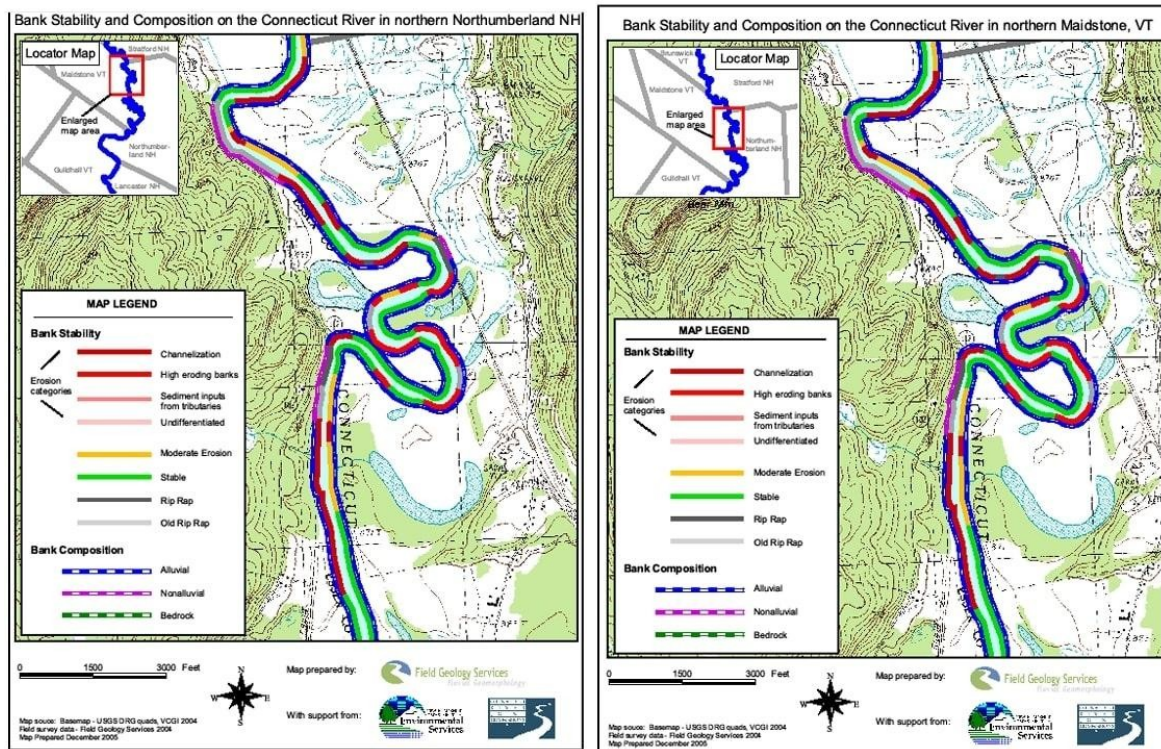 Bank Stability and Composition on the Connecticut River in northern Northumberland NH
Locator Map
Stratford NH
Maidstone VT
Enlarged
map area
Northumber-
land NH
Guildhall VT
Lancaster NH
CONNECTICUT
MAP LEGEND
Bank Stability
Erosion
categories
Channelization
High eroding banks
Sediment inputs
from tributaries
Undifferentiated
Moderate Erosion
Stable
Rip Rap
Old Rip Rap
Bank Composition
Alluvial
Nonalluvial
Bedrock
0 1500 3000 Feet
N
W E
S
Map prepared by:
Field Geology Services
fluvial Geomorphology
With support from:
Environmental
Services
Map souce: Basemap - USGS DRG quads, VCGI 2004
Field survey data - Field Geology Services 2004
Map Prepared December 2005
Bank Stability and Composition on the Connecticut River in northern Maidstone, VT
Locator Map
Brunswick
VT
Stratford NH
Maidstone VT
Enlarged
map area
Northum-
berland NH
Guildhall VT
CONNECTICUT
MAP LEGEND
Bank Stability
Erosion
categories
Channelization
High eroding banks
Sediment inputs
from tributaries
Undifferentiated
Moderate Erosion
Stable
Rip Rap
Old Rip Rap
Bank Composition
Alluvial
Nonalluvial
Bedrock
0 1500 3000 Feet
N
W E
S
Map prepared by:
Field Geology Services
fluvial Geomorphology
With support from:
Environmental
Services
Map souce: Basemap - USGS DRG quads, VCGI 2004
Field survey data - Field Geology Services 2004
Map Prepared December 2005